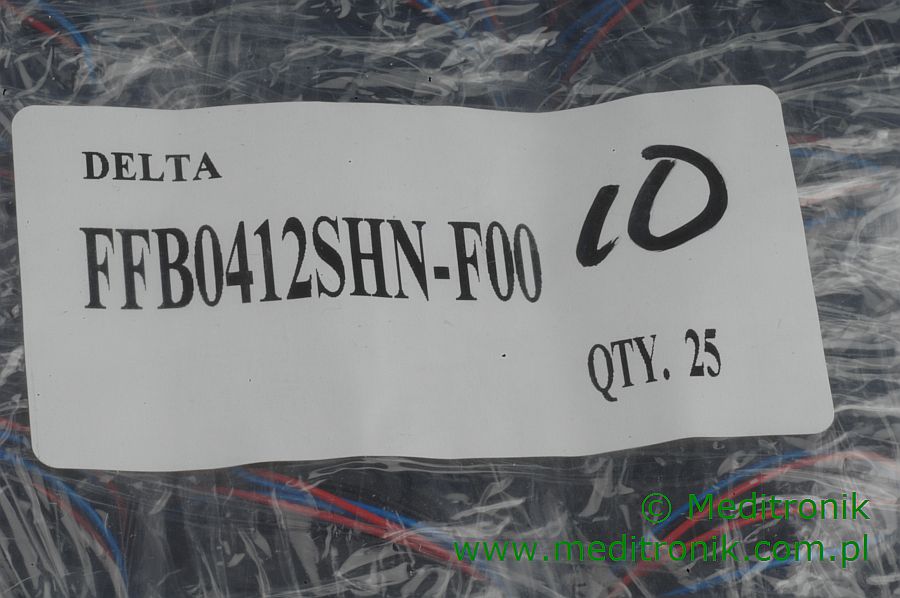 DELTA
FFB0412SHN-F00
10
QTY. 25
© Meditronik
www.meditronik.com.pl